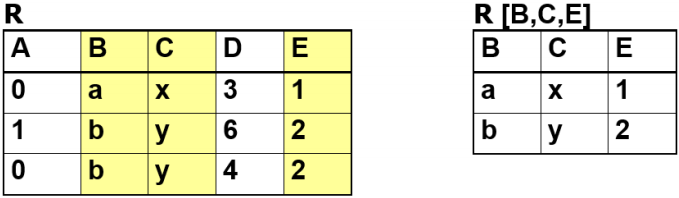 R
A B C D E
0 a x 3 1
1 b y 6 2
0 b y 4 2
R [B,C,E]
B C E
a x 1
b y 2